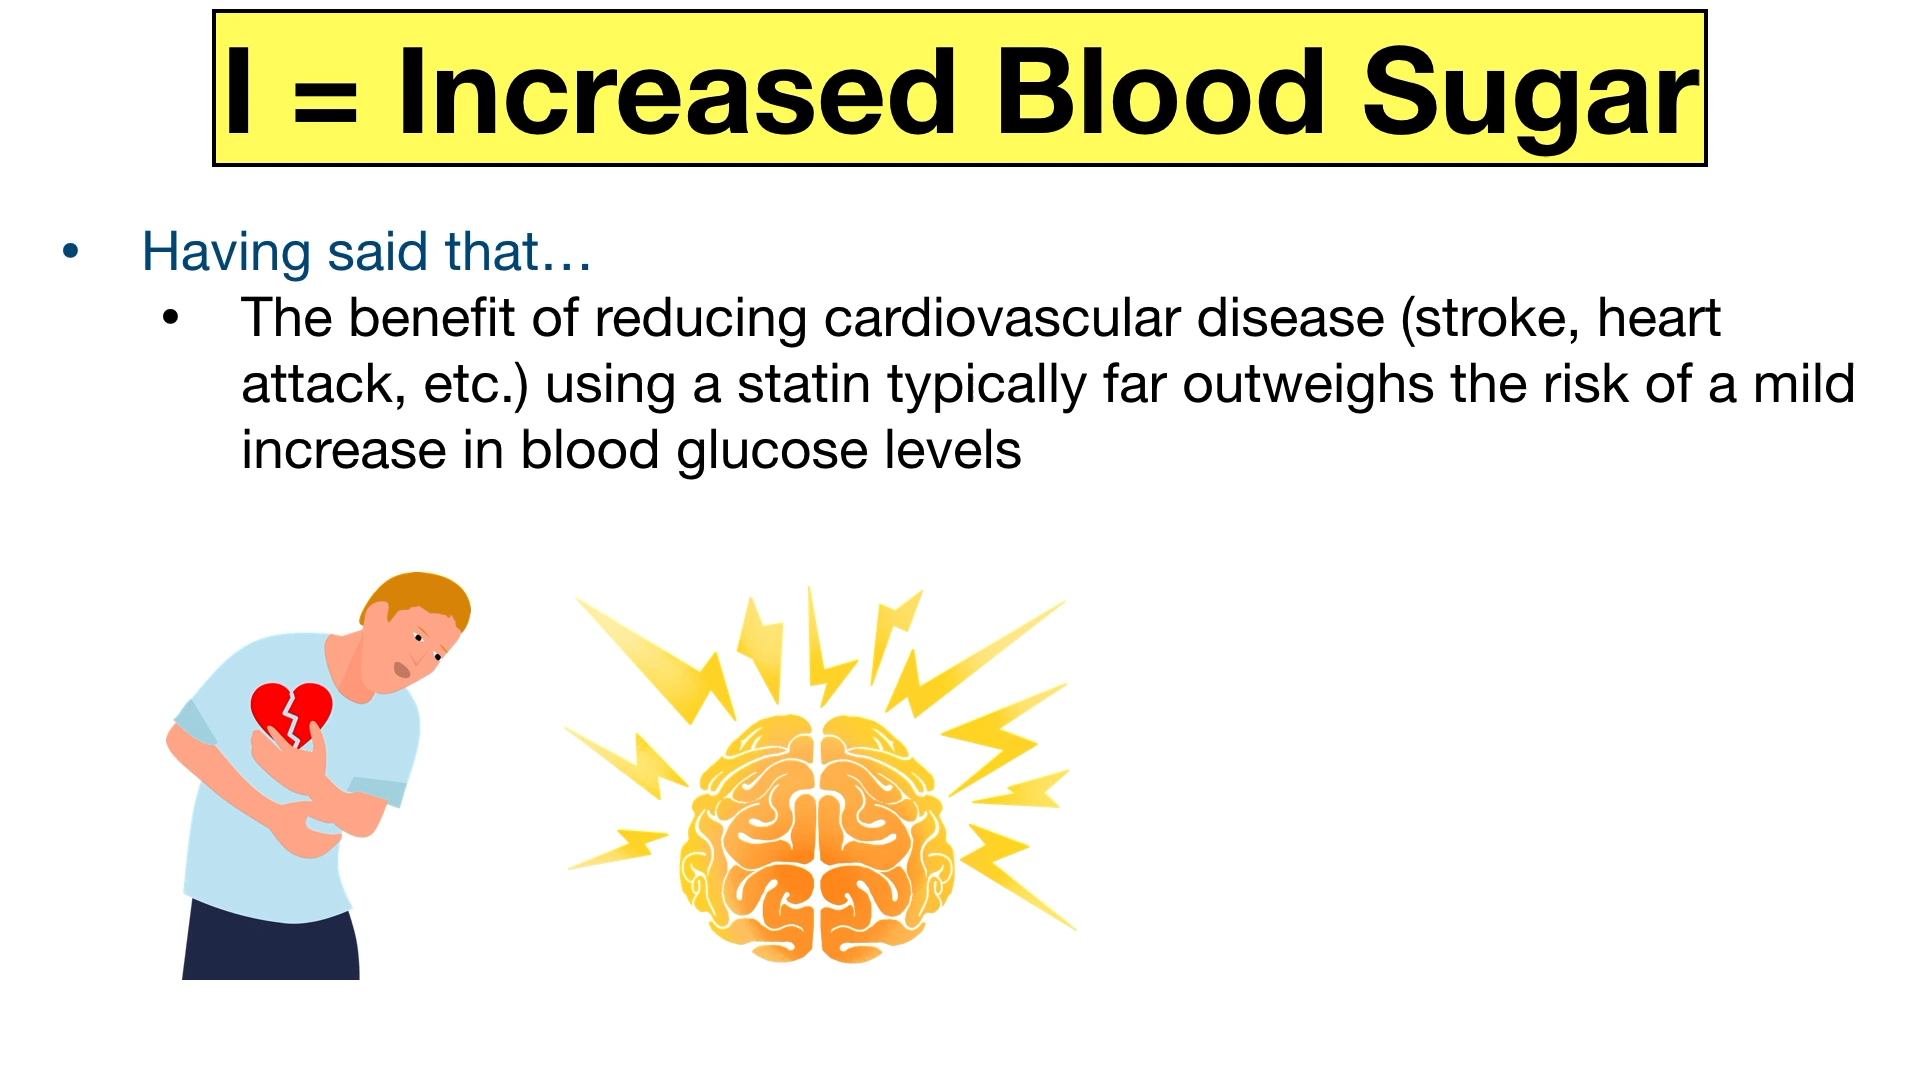 I = Increased Blood Sugar
• Having said that…
• The benefit of reducing cardiovascular disease (stroke, heart
attack, etc.) using a statin typically far outweighs the risk of a mild
increase in blood glucose levels